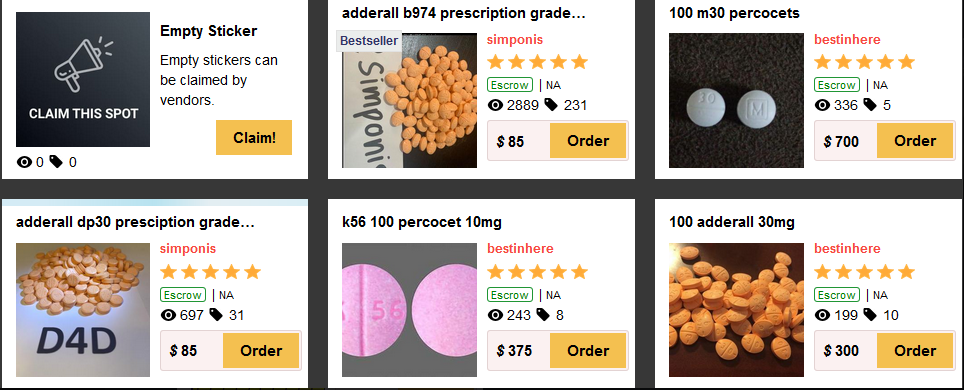 Empty Sticker
Empty stickers can
be claimed by
vendors.
CLAIM THIS SPOT
Claim!
0 0
adderall b974 prescription grade…
Bestseller
simponis
Simponis
Escrow | NA
2889 231
$ 85 Order
100 m30 percocets
bestinhere
30 M
Escrow | NA
336 5
$ 700 Order
adderall dp30 presciption grade…
simponis
D4D
Escrow | NA
697 31
$ 85 Order
k56 100 percocet 10mg
bestinhere
56
Escrow | NA
243 8
$ 375 Order
100 adderall 30mg
bestinhere
Escrow | NA
199 10
$ 300 Order